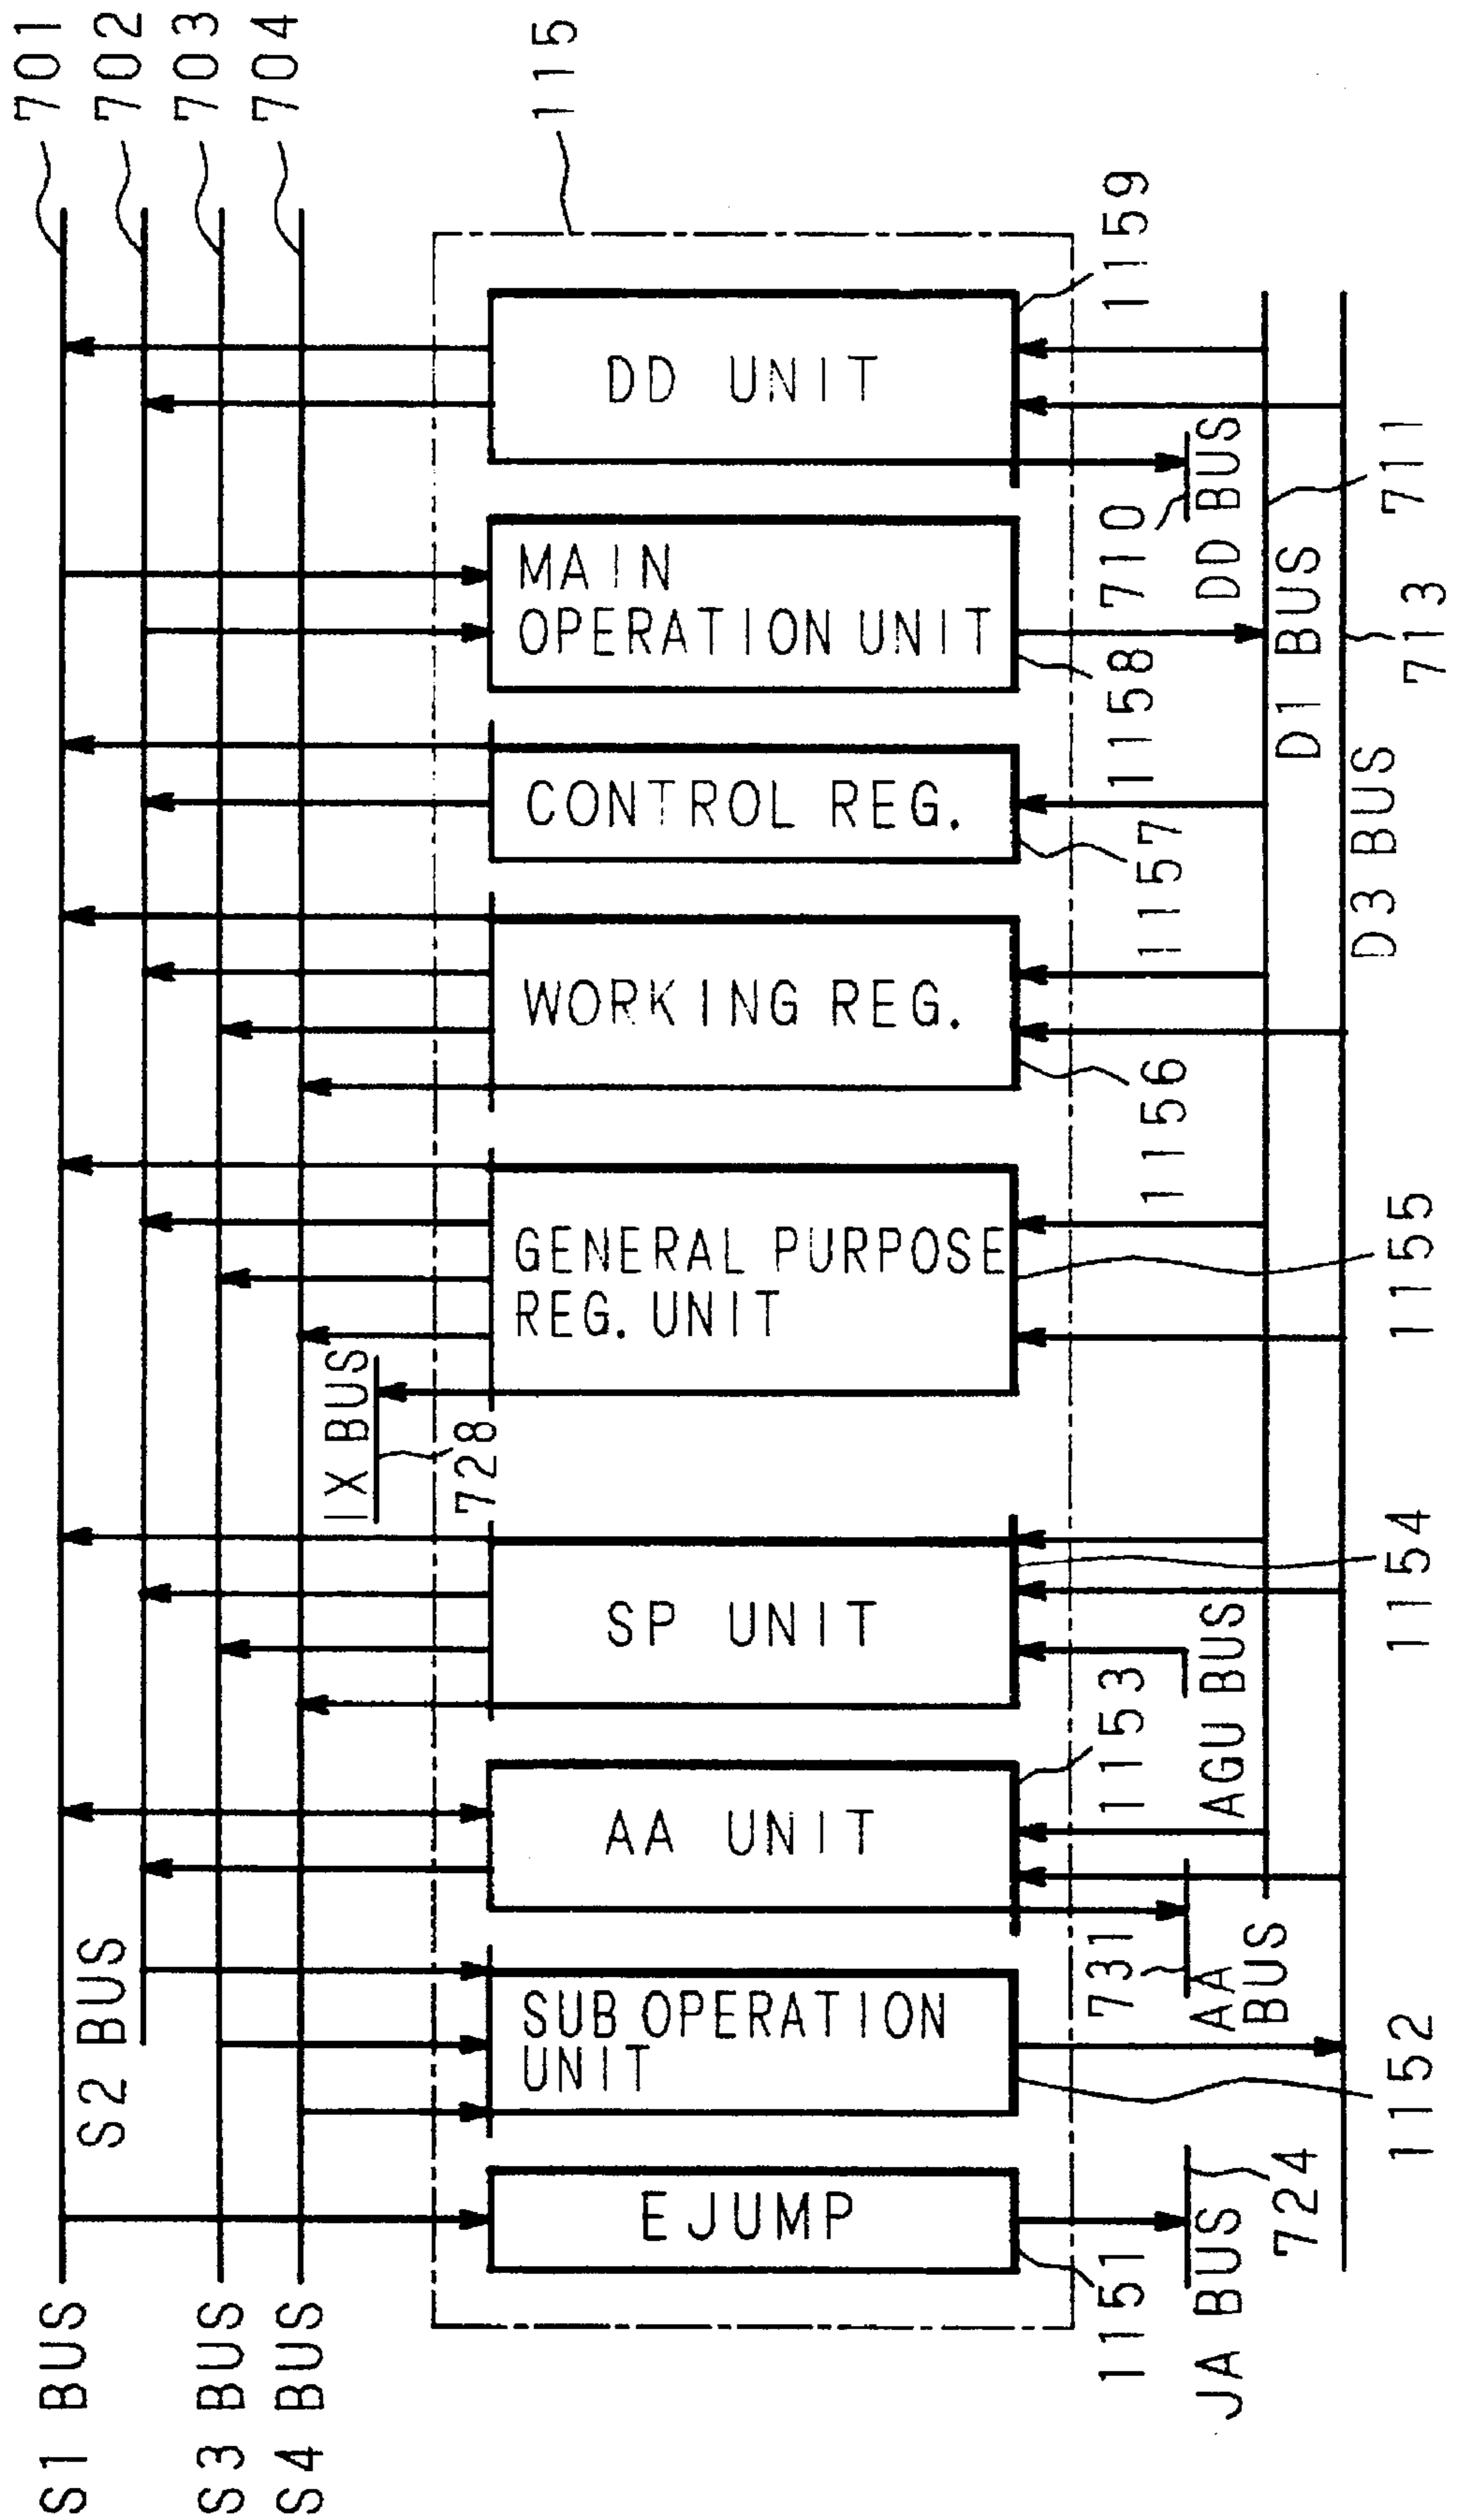 S1 BUS
S2 BUS
S3 BUS
S4 BUS
701
702
703
704
115
IX BUS
728
EJUMP
SUB OPERATION
UNIT
AA UNIT
SP UNIT
GENERAL PURPOSE
REG. UNIT
WORKING REG.
CONTROL REG.
MAIN
OPERATION UNIT
DD UNIT
1151
731
1153
1156
1157
1158
710
1159
JA BUS
724
AA
BUS
AGU BUS
DD BUS
D1 BUS
711
D3 BUS
713
1152
1154
1155